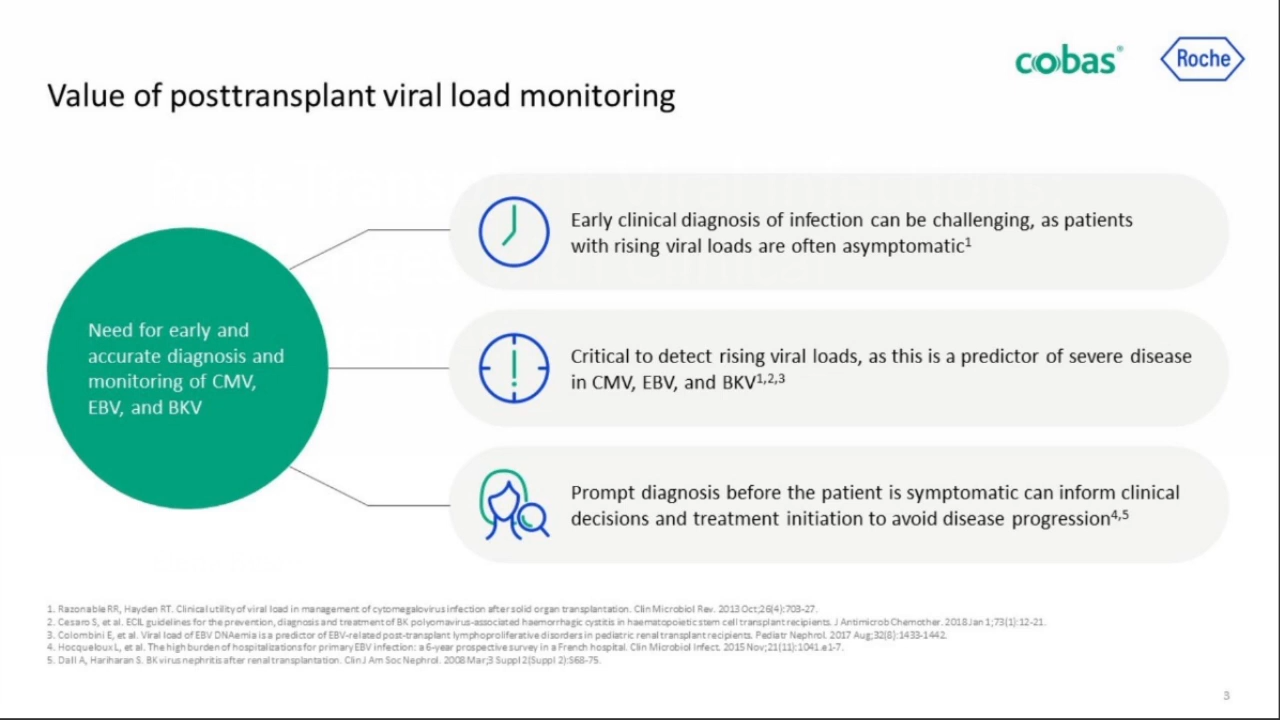 cobas®
Roche
Value of posttransplant viral load monitoring
Need for early and
accurate diagnosis and
monitoring of CMV,
EBV, and BKV
Early clinical diagnosis of infection can be challenging, as patients
with rising viral loads are often asymptomatic1
Critical to detect rising viral loads, as this is a predictor of severe disease
in CMV, EBV, and BKV1,2,3
Prompt diagnosis before the patient is symptomatic can inform clinical
decisions and treatment initiation to avoid disease progression4,5
1. Razonable RR, Hayden RT. Clinical utility of viral load in management of cytomegalovirus infection after solid organ transplantation. Clin Microbiol Rev. 2013 Oct;26(4):703-27.
2. Cesaro S, et al. ECIL guidelines for the prevention, diagnosis and treatment of BK polyomavirus-associated haemorrhagic cystitis in haematopoietic stem cell transplant recipients. J Antimicrob Chemother. 2018 Jan 1;73(1):12-21.
3. Colombini E, et al. Viral load of EBV DNAemia is a predictor of EBV-related post-transplant lymphoproliferative disorders in pediatric renal transplant recipients. Pediatr Nephrol. 2017 Aug;32(8):1433-1442.
4. Hocqueloux L, et al. The high burden of hospitalizations for primary EBV infection: a 6-year prospective survey in a French hospital. Clin Microbiol Infect. 2015 Nov;21(11):1041.e1-7.
5. Dall A, Hariharan S. BK virus nephritis after renal transplantation. Clin J Am Soc Nephrol. 2008 Mar;3 Suppl 2(Suppl 2):S68-75.
3